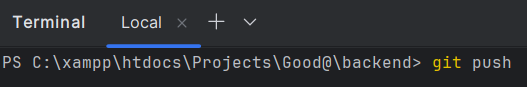 Terminal Local
PS C:\xampp\htdocs\Projects\Good@\backend> git push